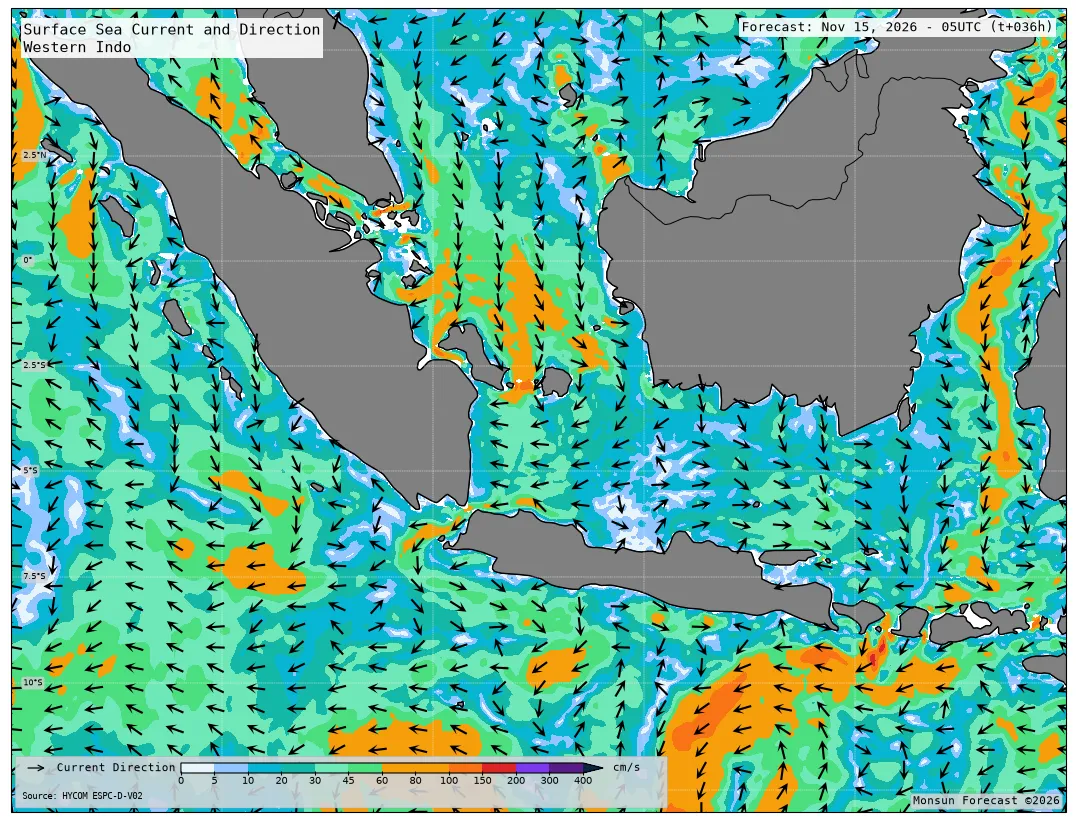 Surface Sea Current and Direction
Western Indo
Forecast: Nov 15, 2026 - 05UTC (t+036h)
2.5°N
0°
2.5°S
5°S
7.5°S
10°S
Current Direction
0 5 10 20 30 45 60 80 100 150 200 300 400 cm/s
Source: HYCOM ESPC-D-V02
Monsun Forecast ©2026